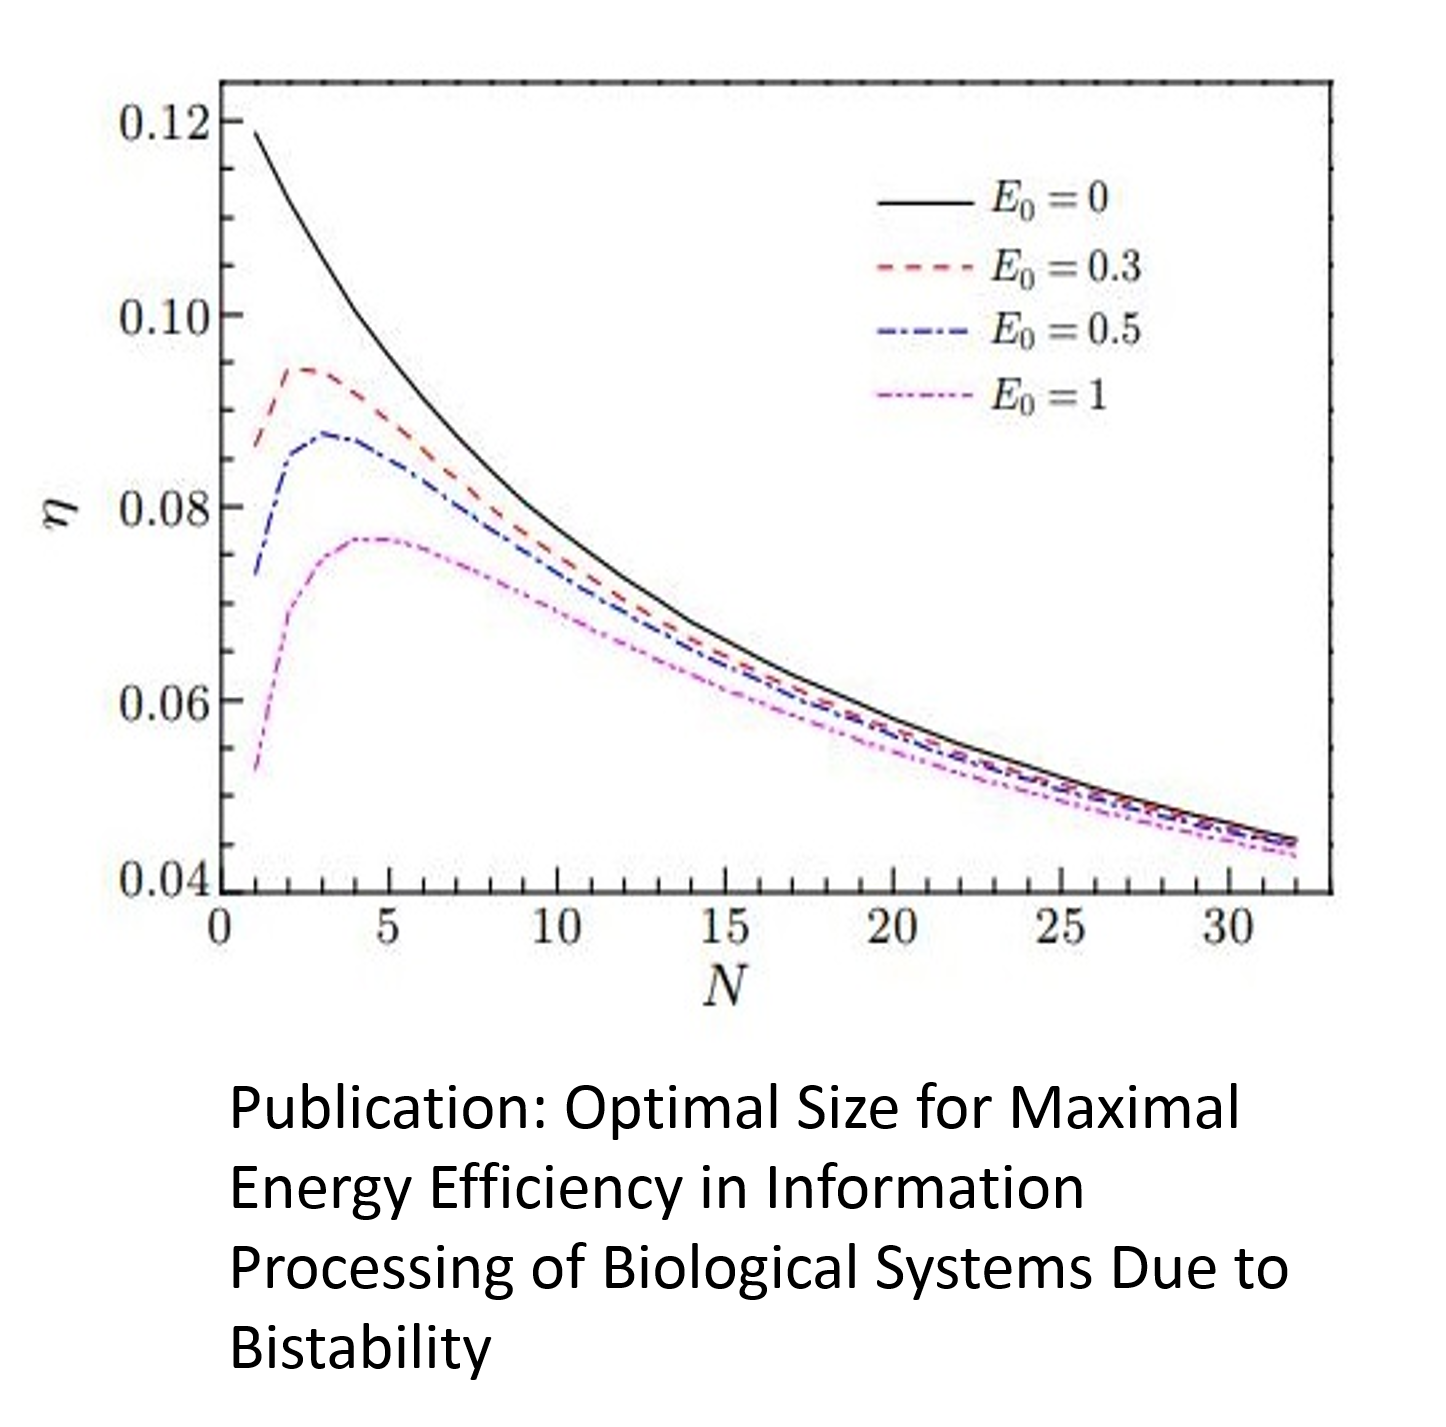 0.12
0.10
0.08
0.06
0.04
η
E₀ = 0
E₀ = 0.3
E₀ = 0.5
E₀ = 1
0 5 10 15 20 25 30
N
Publication: Optimal Size for Maximal
Energy Efficiency in Information
Processing of Biological Systems Due to
Bistability